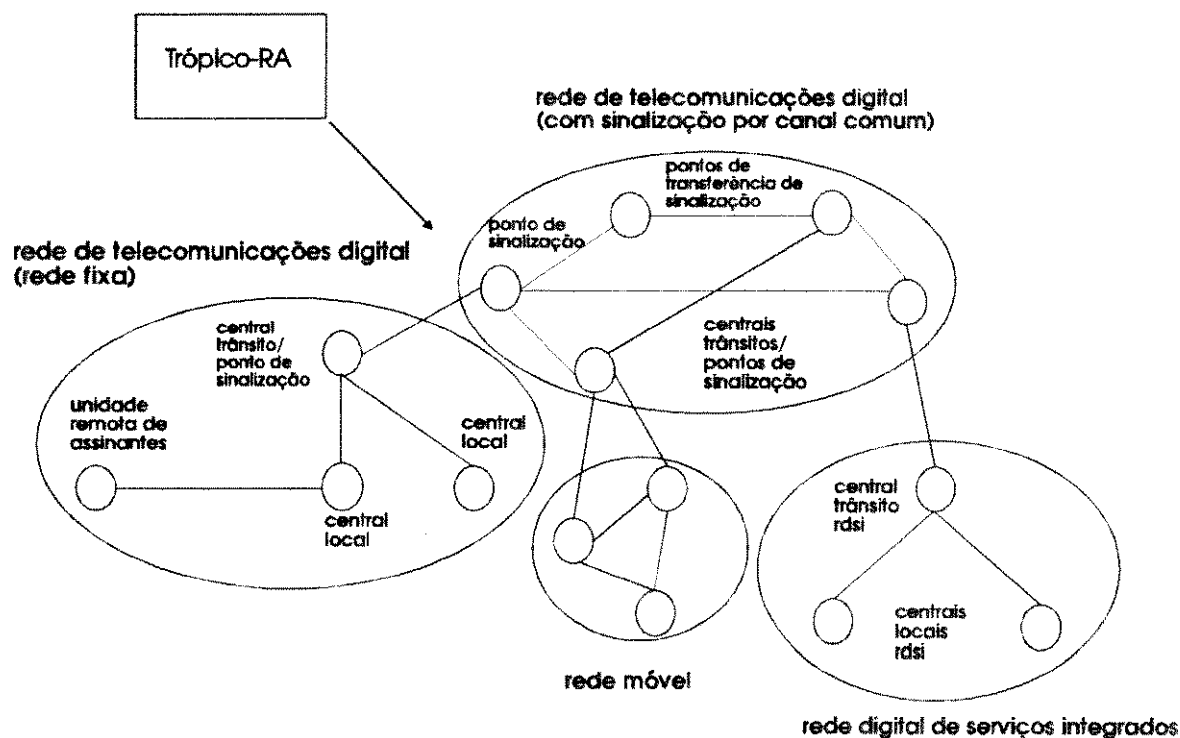 Trópico-RA
rede de telecomunicações digital
(com sinalização por canal comum)
pontos de
transferência de
sinalização
ponto de
sinalização
rede de telecomunicações digital
(rede fixa)
central
trânsito/
ponto de
sinalização
centrais
trânsitos/
pontos de
sinalização
unidade
remota de
assinantes
central
local
central
local
central
trânsito
rdsi
centrais
locais
rdsi
rede móvel
rede digital de serviços integrados